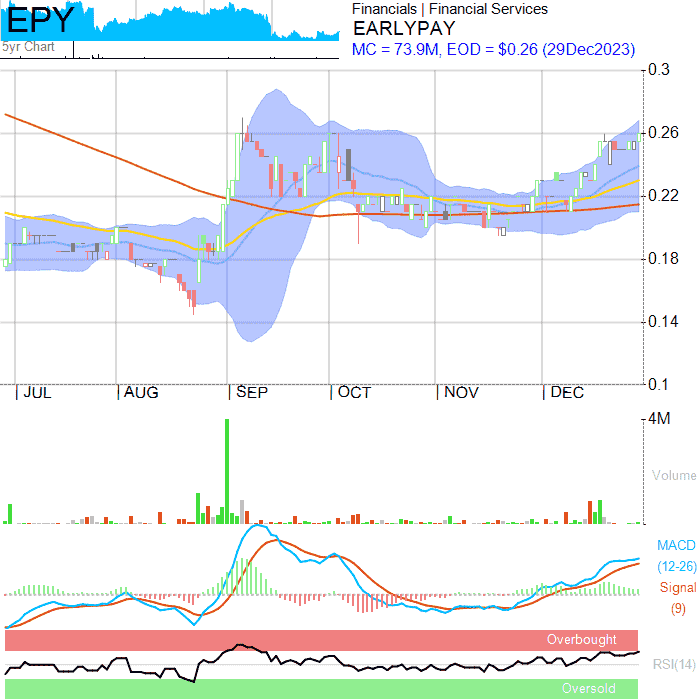 EPY
5yr Chart
Financials | Financial Services
EARLYPAY
MC = 73.9M, EOD = $0.26 (29Dec2023)
0.3
0.26
0.22
0.18
0.14
0.1
JUL AUG SEP OCT NOV DEC
4M
Volume
MACD
(12-26)
Signal
(9)
Overbought
RSI(14)
Oversold